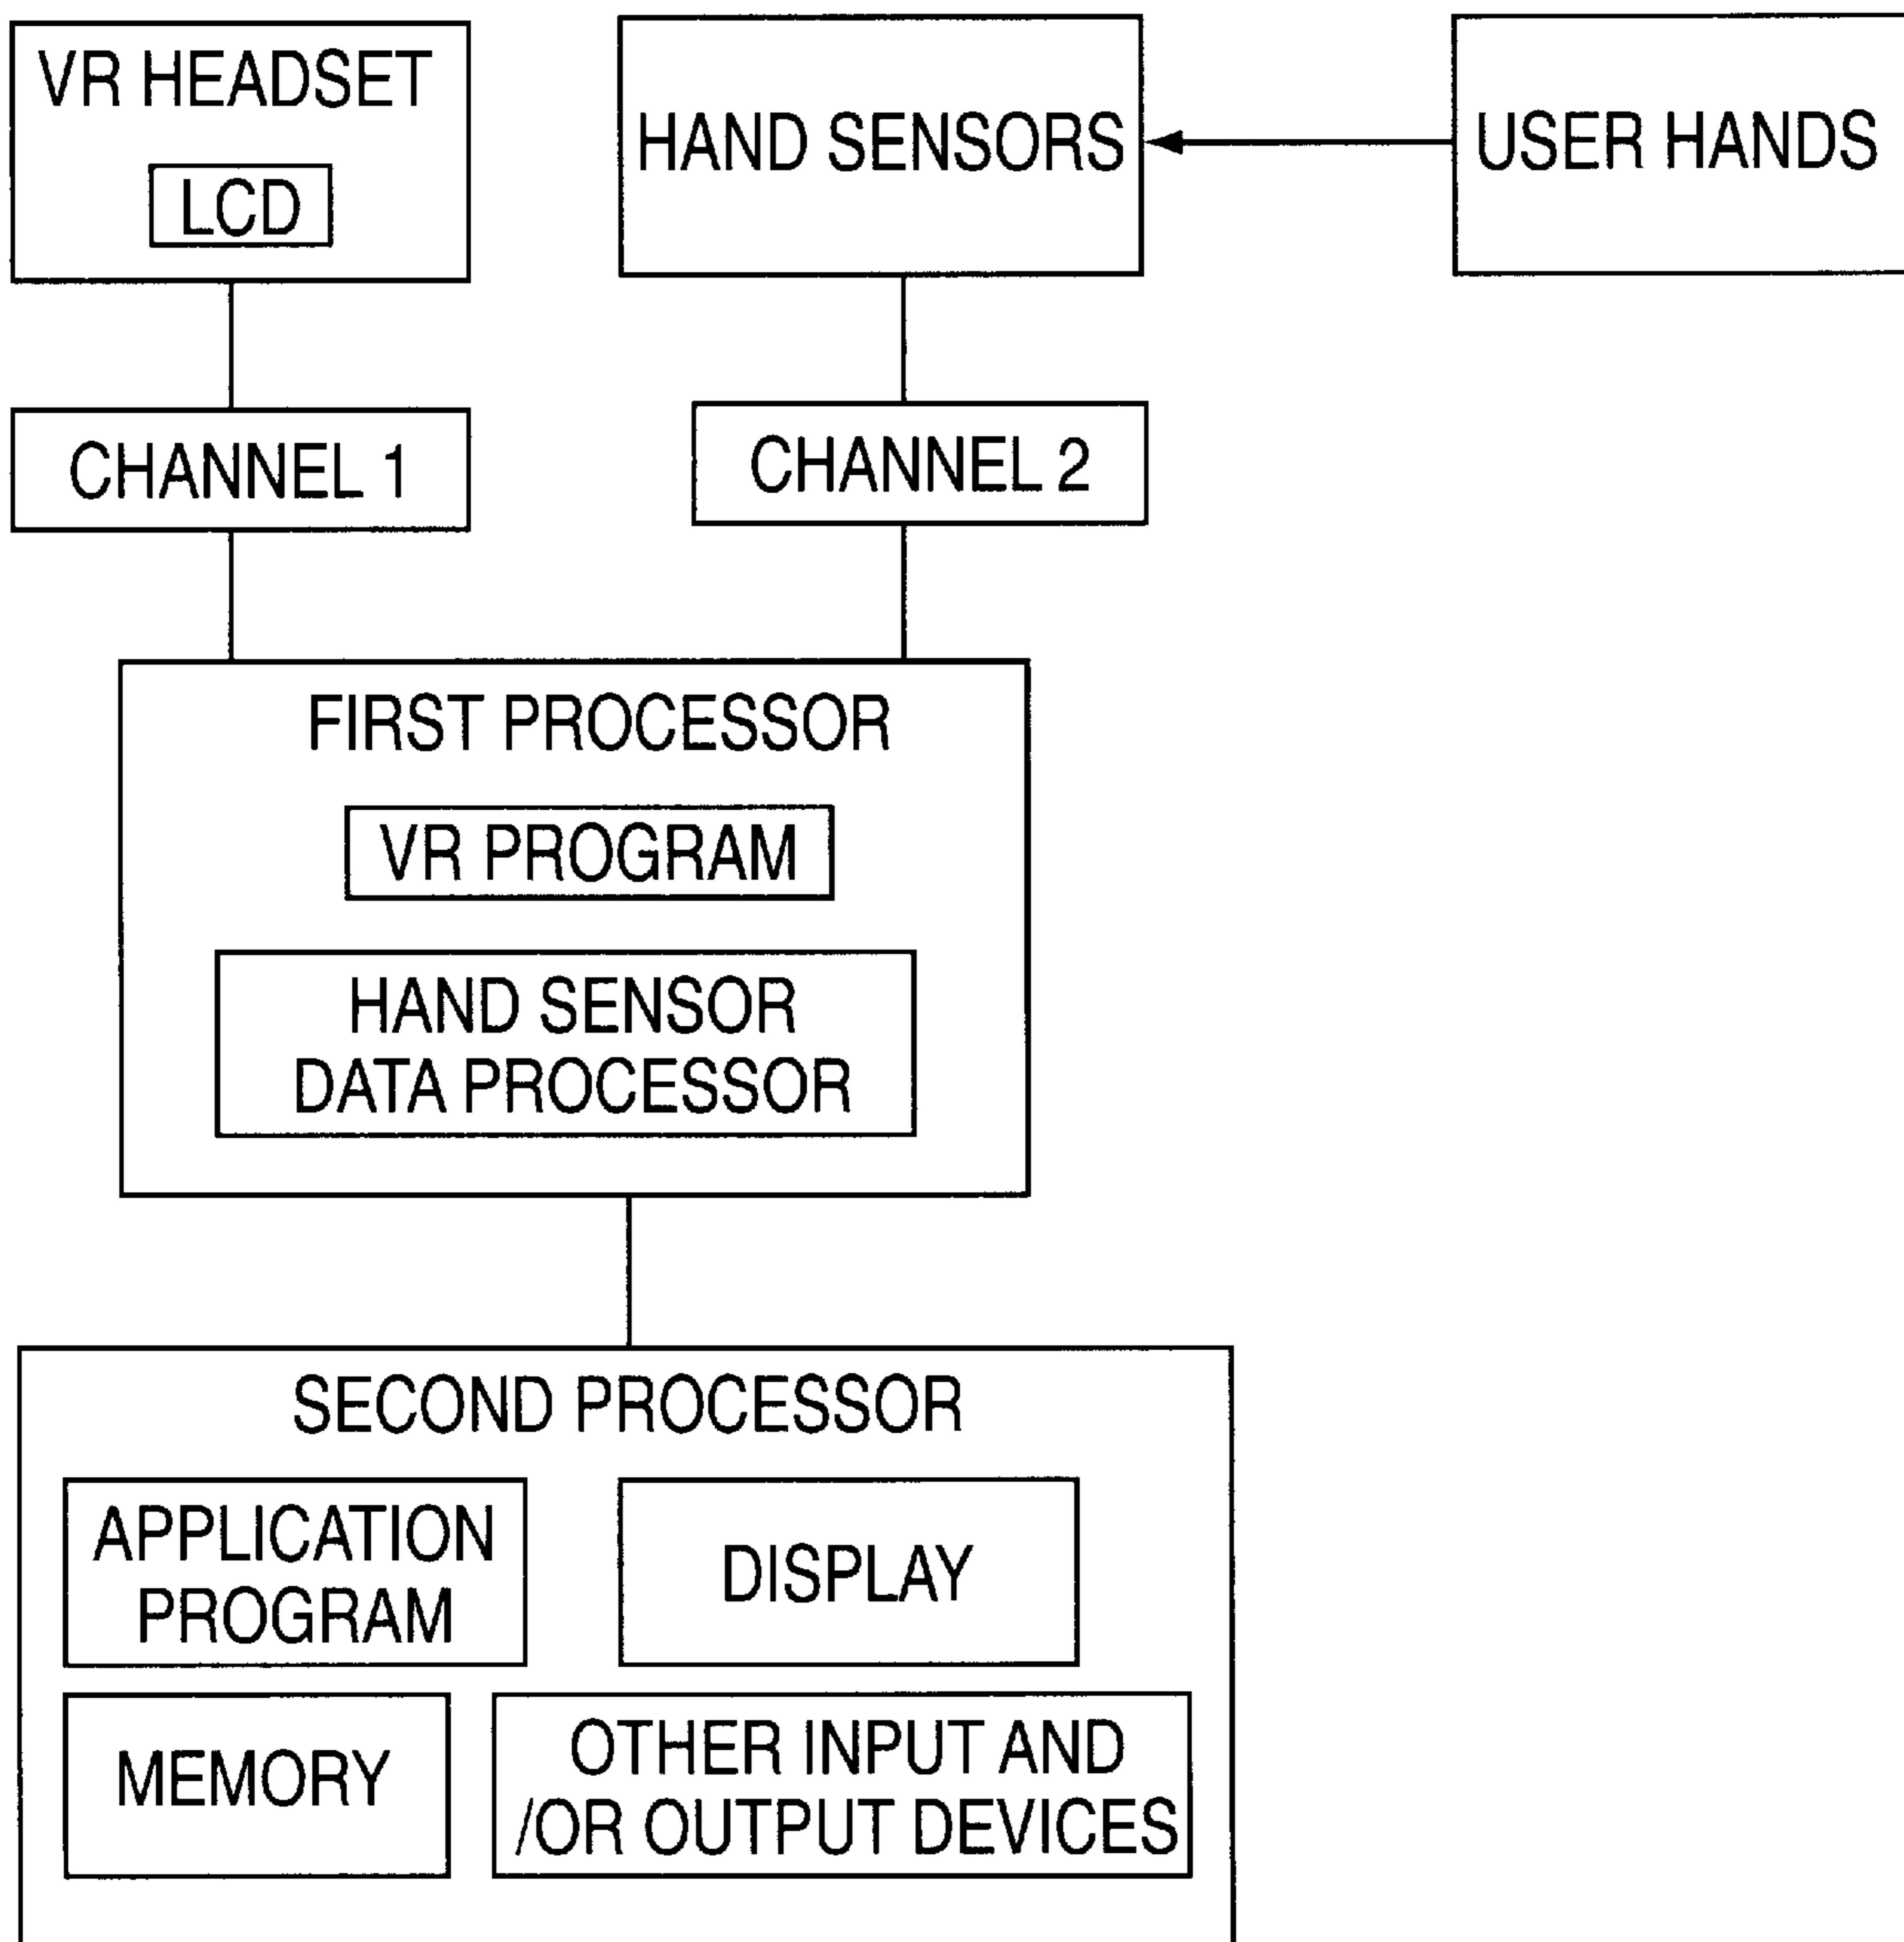 VR HEADSET
LCD
HAND SENSORS
USER HANDS
CHANNEL 1
CHANNEL 2
FIRST PROCESSOR
VR PROGRAM
HAND SENSOR
DATA PROCESSOR
SECOND PROCESSOR
APPLICATION
PROGRAM
DISPLAY
MEMORY
OTHER INPUT AND
/OR OUTPUT DEVICES